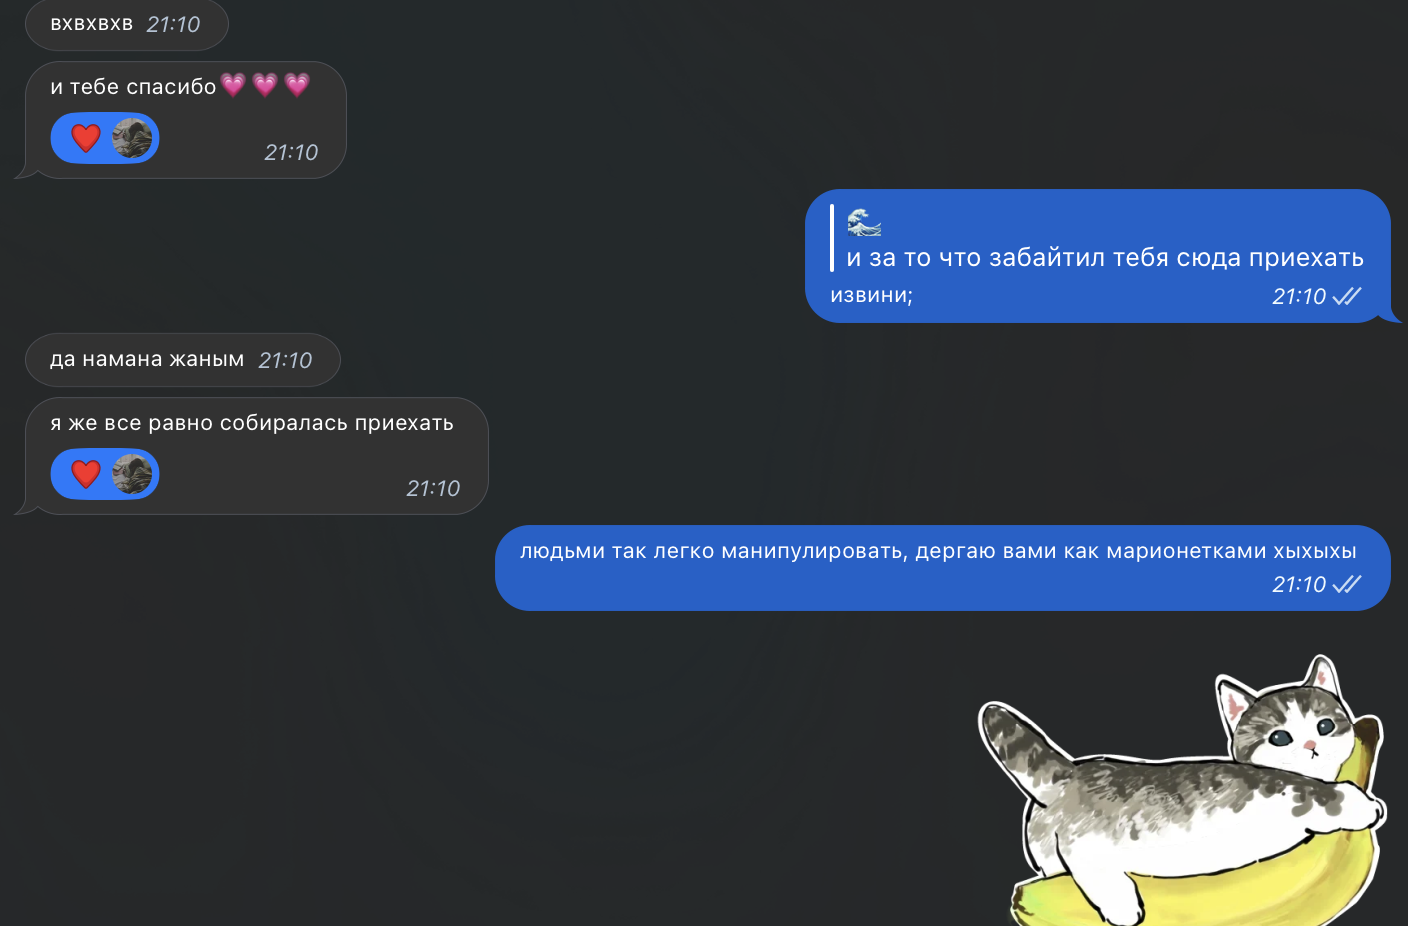 вхвхвхв 21:10
и тебе спасибо💗💗💗
❤️
21:10
🌊
и за то что забайтил тебя сюда приехать
извини; 21:10
да намана жаным 21:10
я же все равно собиралась приехать
❤️
21:10
людьми так легко манипулировать, дергаю вами как марионетками хыхыхы
21:10